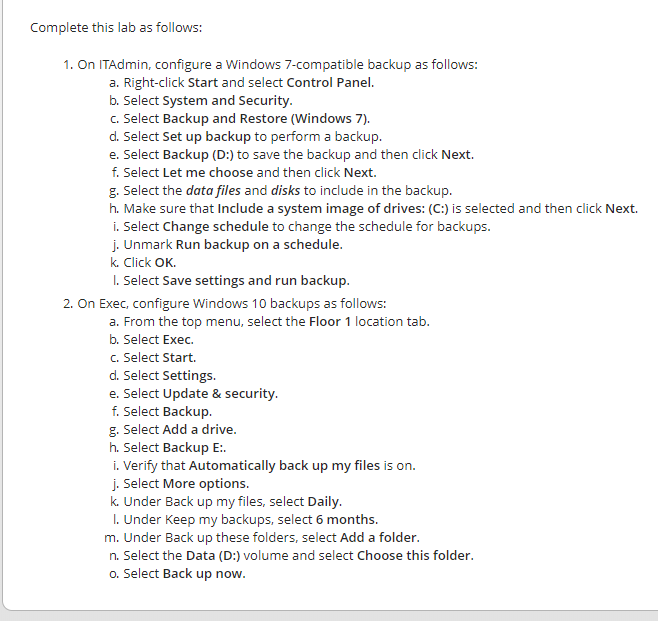 Complete this lab as follows:
1. On ITAdmin, configure a Windows 7-compatible backup as follows:
a. Right-click Start and select Control Panel.
b. Select System and Security.
c. Select Backup and Restore (Windows 7).
d. Select Set up backup to perform a backup.
e. Select Backup (D:) to save the backup and then click Next.
f. Select Let me choose and then click Next.
g. Select the data files and disks to include in the backup.
h. Make sure that Include a system image of drives: (C:) is selected and then click Next.
i. Select Change schedule to change the schedule for backups.
j. Unmark Run backup on a schedule.
k. Click OK.
l. Select Save settings and run backup.
2. On Exec, configure Windows 10 backups as follows:
a. From the top menu, select the Floor 1 location tab.
b. Select Exec.
c. Select Start.
d. Select Settings.
e. Select Update & security.
f. Select Backup.
g. Select Add a drive.
h. Select Backup E:.
i. Verify that Automatically back up my files is on.
j. Select More options.
k. Under Back up my files, select Daily.
l. Under Keep my backups, select 6 months.
m. Under Back up these folders, select Add a folder.
n. Select the Data (D:) volume and select Choose this folder.
o. Select Back up now.